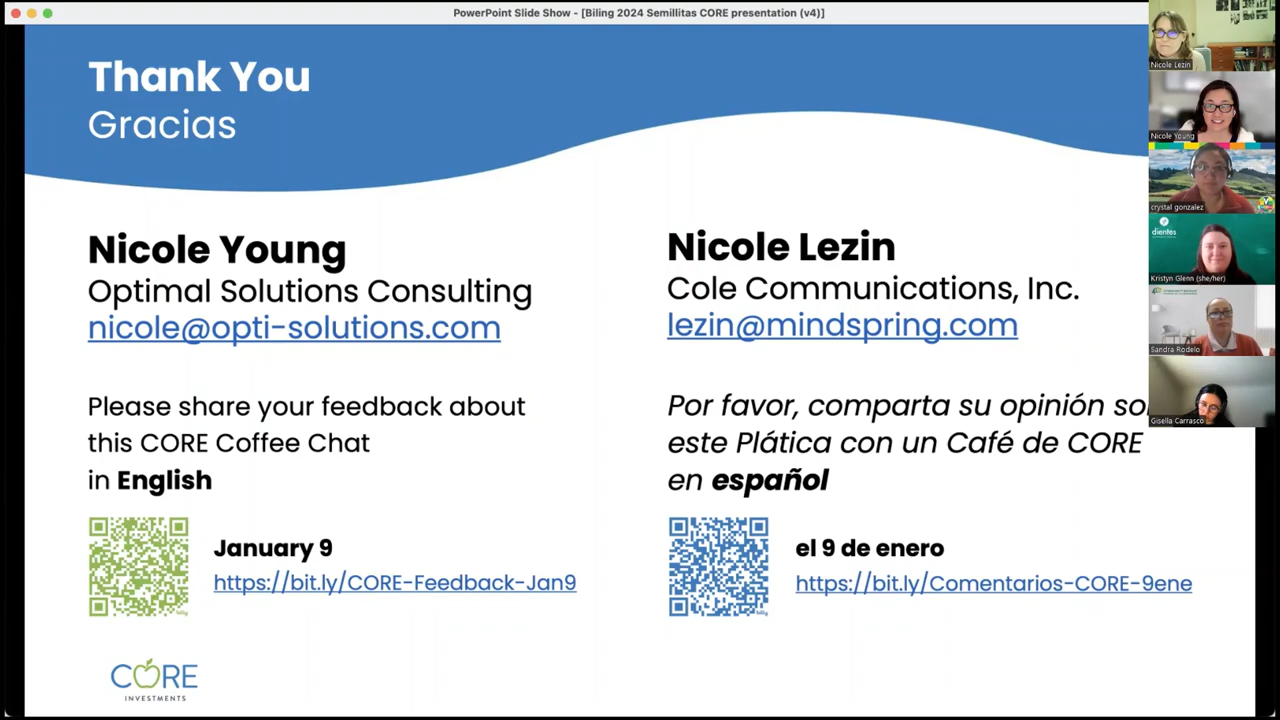 PowerPoint Slide Show - [Biling 2024 Semillitas CORE presentation (v4)]
Thank You
Gracias
Nicole Young
Optimal Solutions Consulting
nicole@opti-solutions.com
Please share your feedback about
this CORE Coffee Chat
in English
January 9
https://bit.ly/CORE-Feedback-Jan9
Nicole Lezin
Cole Communications, Inc.
lezin@mindspring.com
Por favor, comparta su opinión so
este Plática con un Café de CORE
en español
el 9 de enero
https://bit.ly/Comentarios-CORE-9ene
CORE
INVESTMENTS
Nicole Lezin
Nicole Young
crystal gonzalez
dientes
Kristyn Glenn (she/her)
Sandra Rodelo
Gisella Carrasco